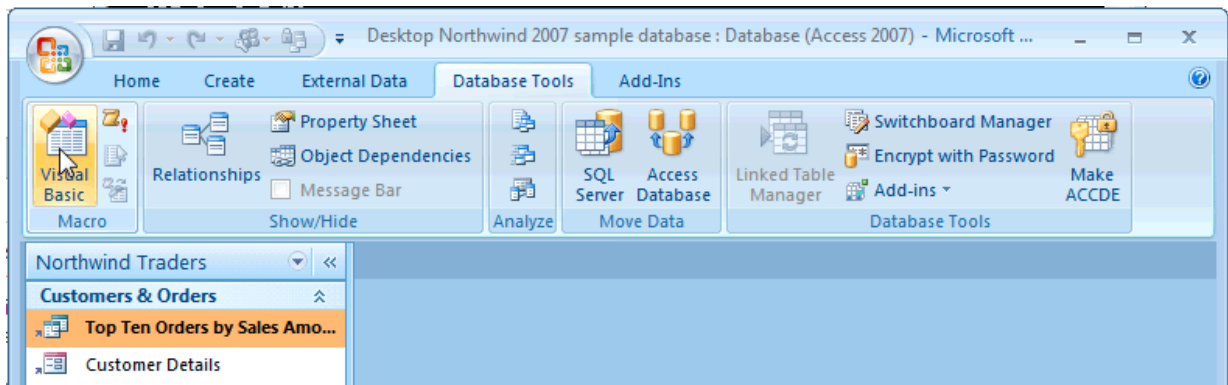 Desktop Northwind 2007 sample database : Database (Access 2007) - Microsoft ...
Home Create External Data Database Tools Add-Ins
Visual Basic
Relationships
Property Sheet
Object Dependencies
Message Bar
SQL Server
Access Database
Linked Table Manager
Switchboard Manager
Encrypt with Password
Add-ins
Make ACCDE
Macro Show/Hide Analyze Move Data Database Tools
Northwind Traders
Customers & Orders
Top Ten Orders by Sales Amo...
Customer Details